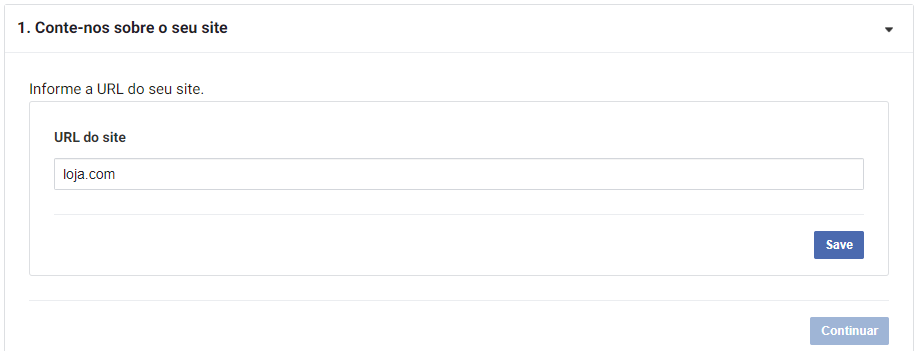 1. Conte-nos sobre o seu site
Informe a URL do seu site.
URL do site
loja.com
Save
Continuar